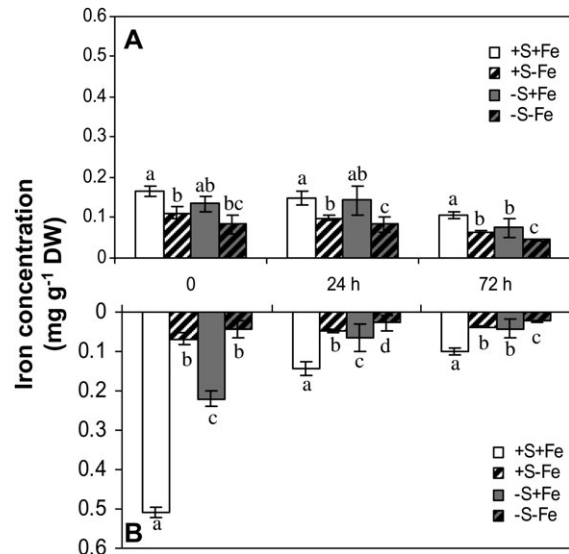 Iron concentration
(mg g⁻¹ DW)
0.6
A
+S+Fe
0.5
+S-Fe
-S+Fe
0.4
-S-Fe
0.3
a b ab bc a b ab c
0.2
a b b c
0.1
0
0 24 h 72 h
0
0.1
b b b c d b b c
a a
0.2
c
0.3
0.4
+S+Fe
+S-Fe
0.5
-S+Fe
a
-S-Fe
B
0.6